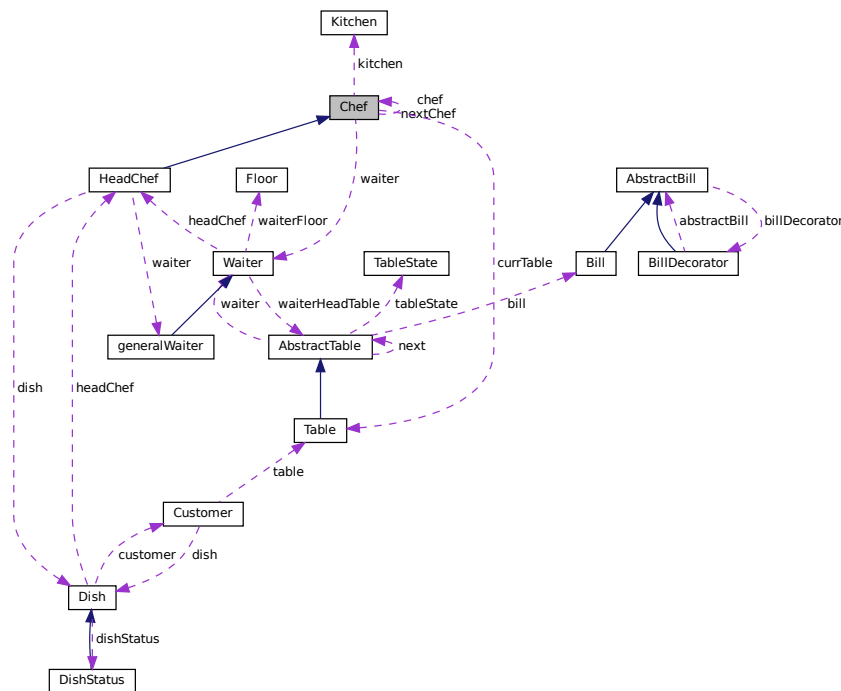 Kitchen
kitchen
Chef
chef
nextChef
HeadChef
Floor
waiter
AbstractBill
headChef
waiterFloor
abstractBill
billDecorator
waiter
Waiter
TableState
currTable
Bill
BillDecorator
waiter
waiterHeadTable
tableState
bill
generalWaiter
AbstractTable
next
dish
headChef
Table
table
Customer
customer
dish
Dish
dishStatus
DishStatus